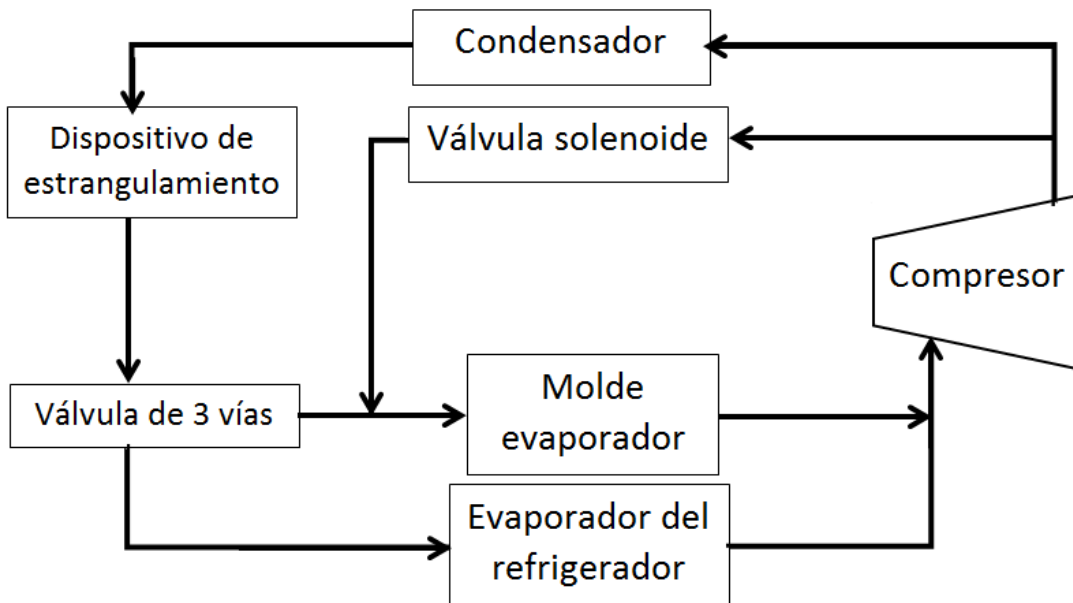 Condensador
Dispositivo de
estrangulamiento
Válvula solenoide
Compresor
Válvula de 3 vías
Molde
evaporador
Evaporador del
refrigerador